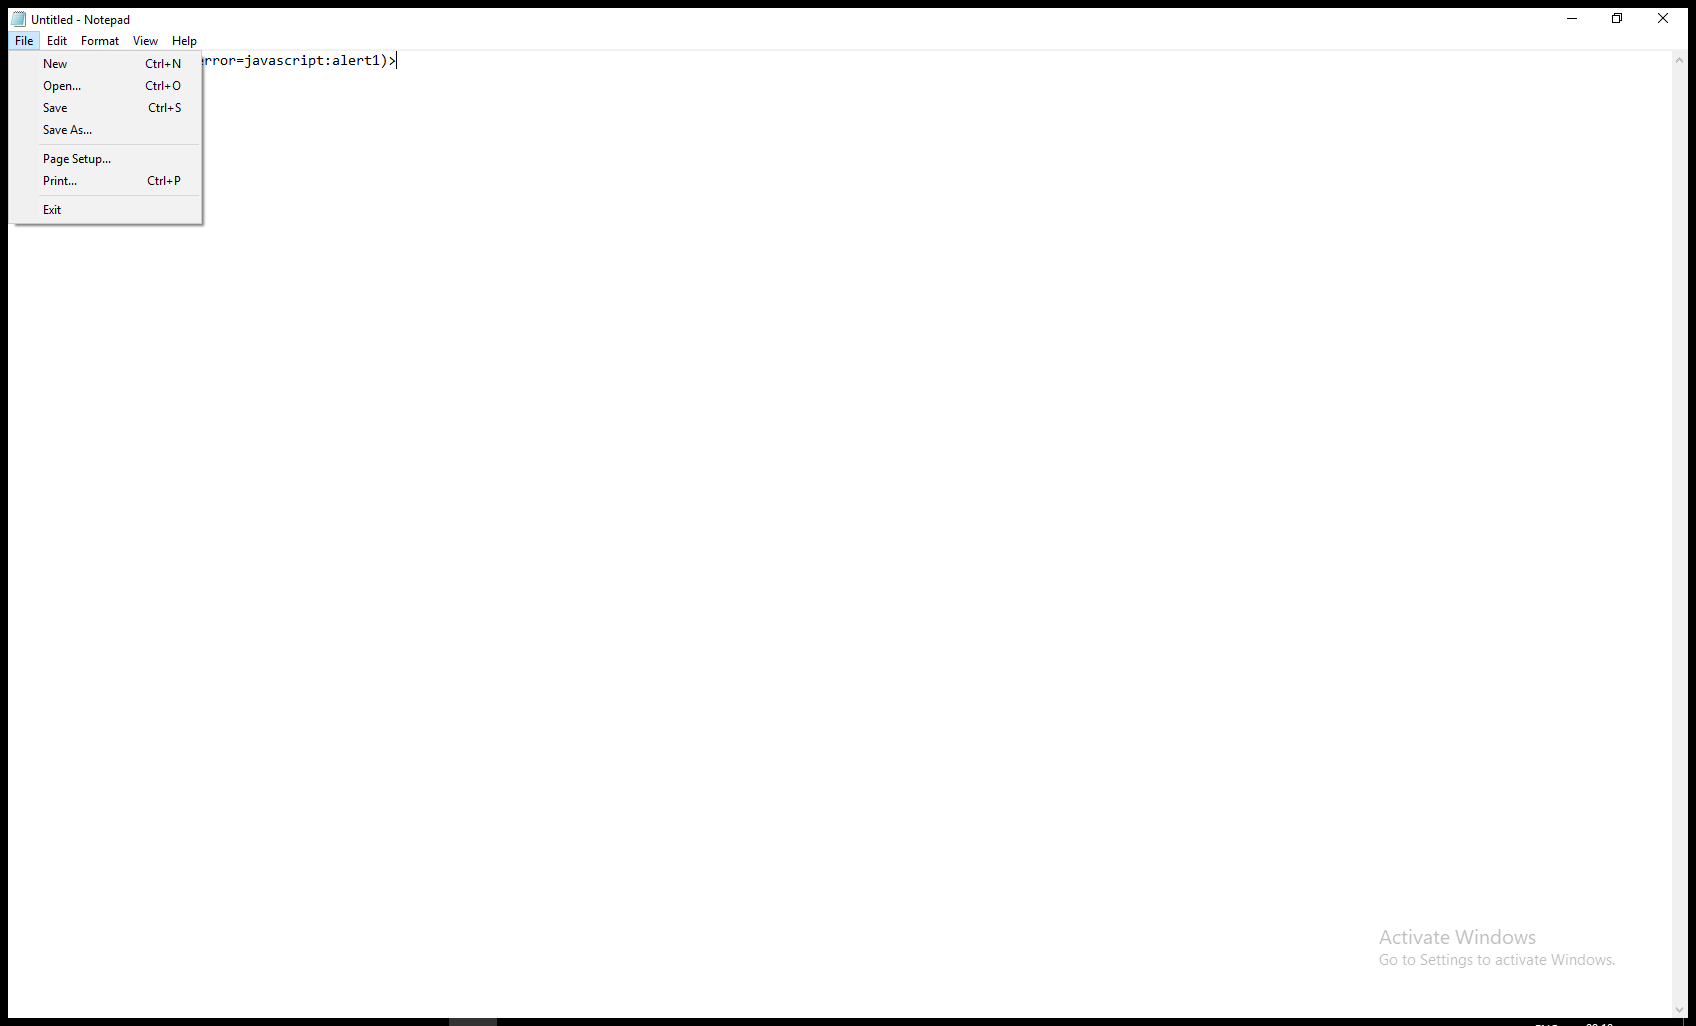 Untitled - Notepad
File Edit Format View Help
rror=javascript:alert1)>
New Ctrl+N
Open... Ctrl+O
Save Ctrl+S
Save As...
Page Setup...
Print... Ctrl+P
Exit
Activate Windows
Go to Settings to activate Windows.